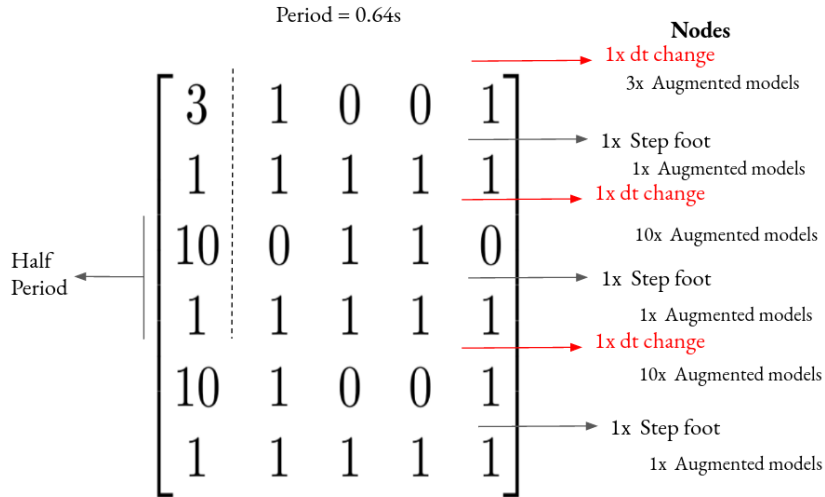 Period = 0.64s
Nodes
1x dt change
3x Augmented models
3 1 0 0 1
1x Step foot
1 1 1 1 1
1x Augmented models
1x dt change
10 0 1 1 0
10x Augmented models
Half
Period
1x Step foot
1 1 1 1 1
1x Augmented models
1x dt change
10 1 0 0 1
10x Augmented models
1x Step foot
1 1 1 1 1
1x Augmented models